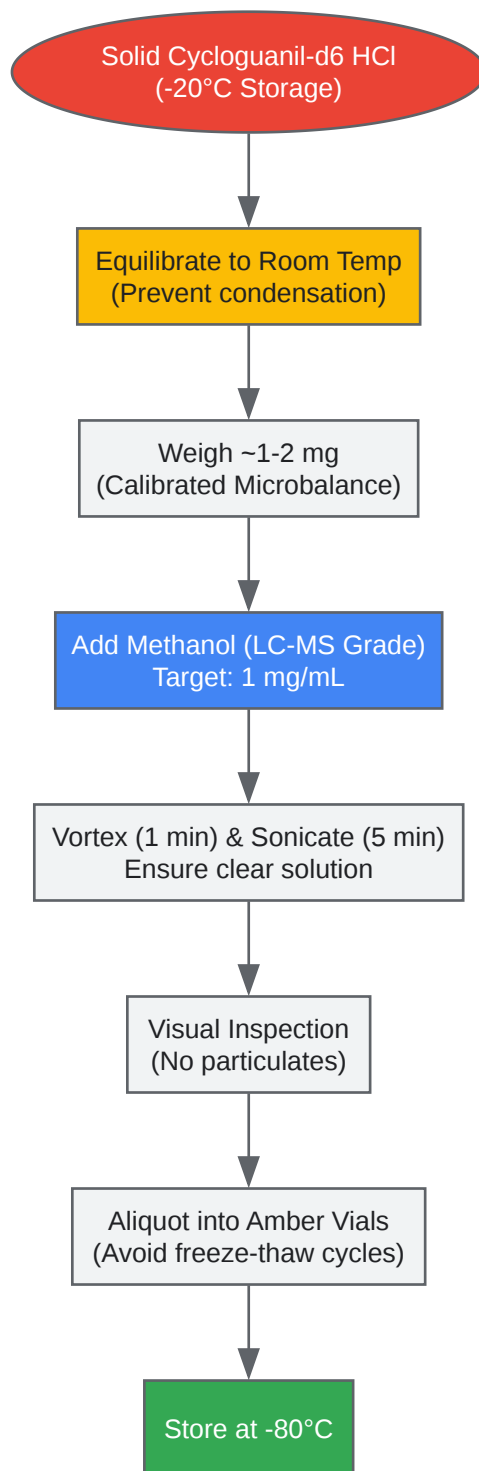 Solid Cycloguanil-d6 HCl
(-20°C Storage)
Equilibrate to Room Temp
(Prevent condensation)
Weigh ~1-2 mg
(Calibrated Microbalance)
Add Methanol (LC-MS Grade)
Target: 1 mg/mL
Vortex (1 min) & Sonicate (5 min)
Ensure clear solution
Visual Inspection
(No particulates)
Aliquot into Amber Vials
(Avoid freeze-thaw cycles)
Store at -80°C